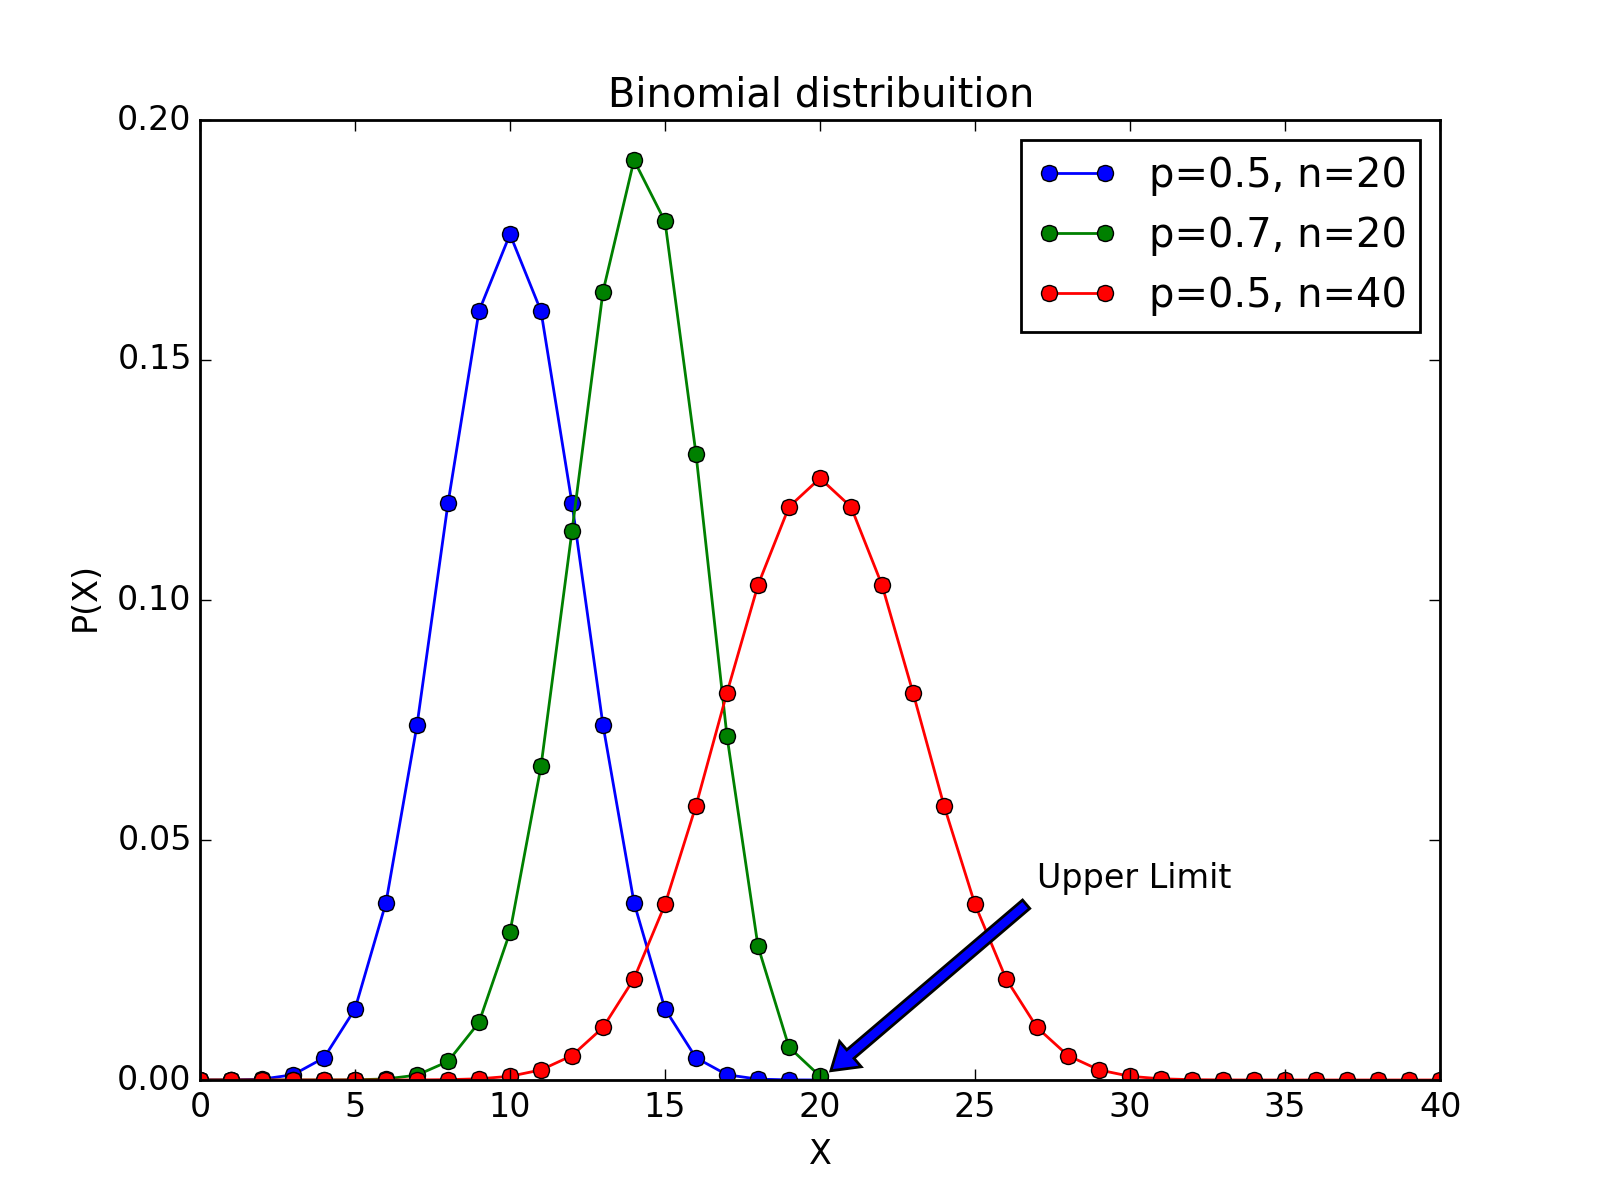 Binomial distribuition
0.20
0.15
0.10
0.05
0.00
P(X)
p=0.5, n=20
p=0.7, n=20
p=0.5, n=40
Upper Limit
0 5 10 15 20 25 30 35 40
X